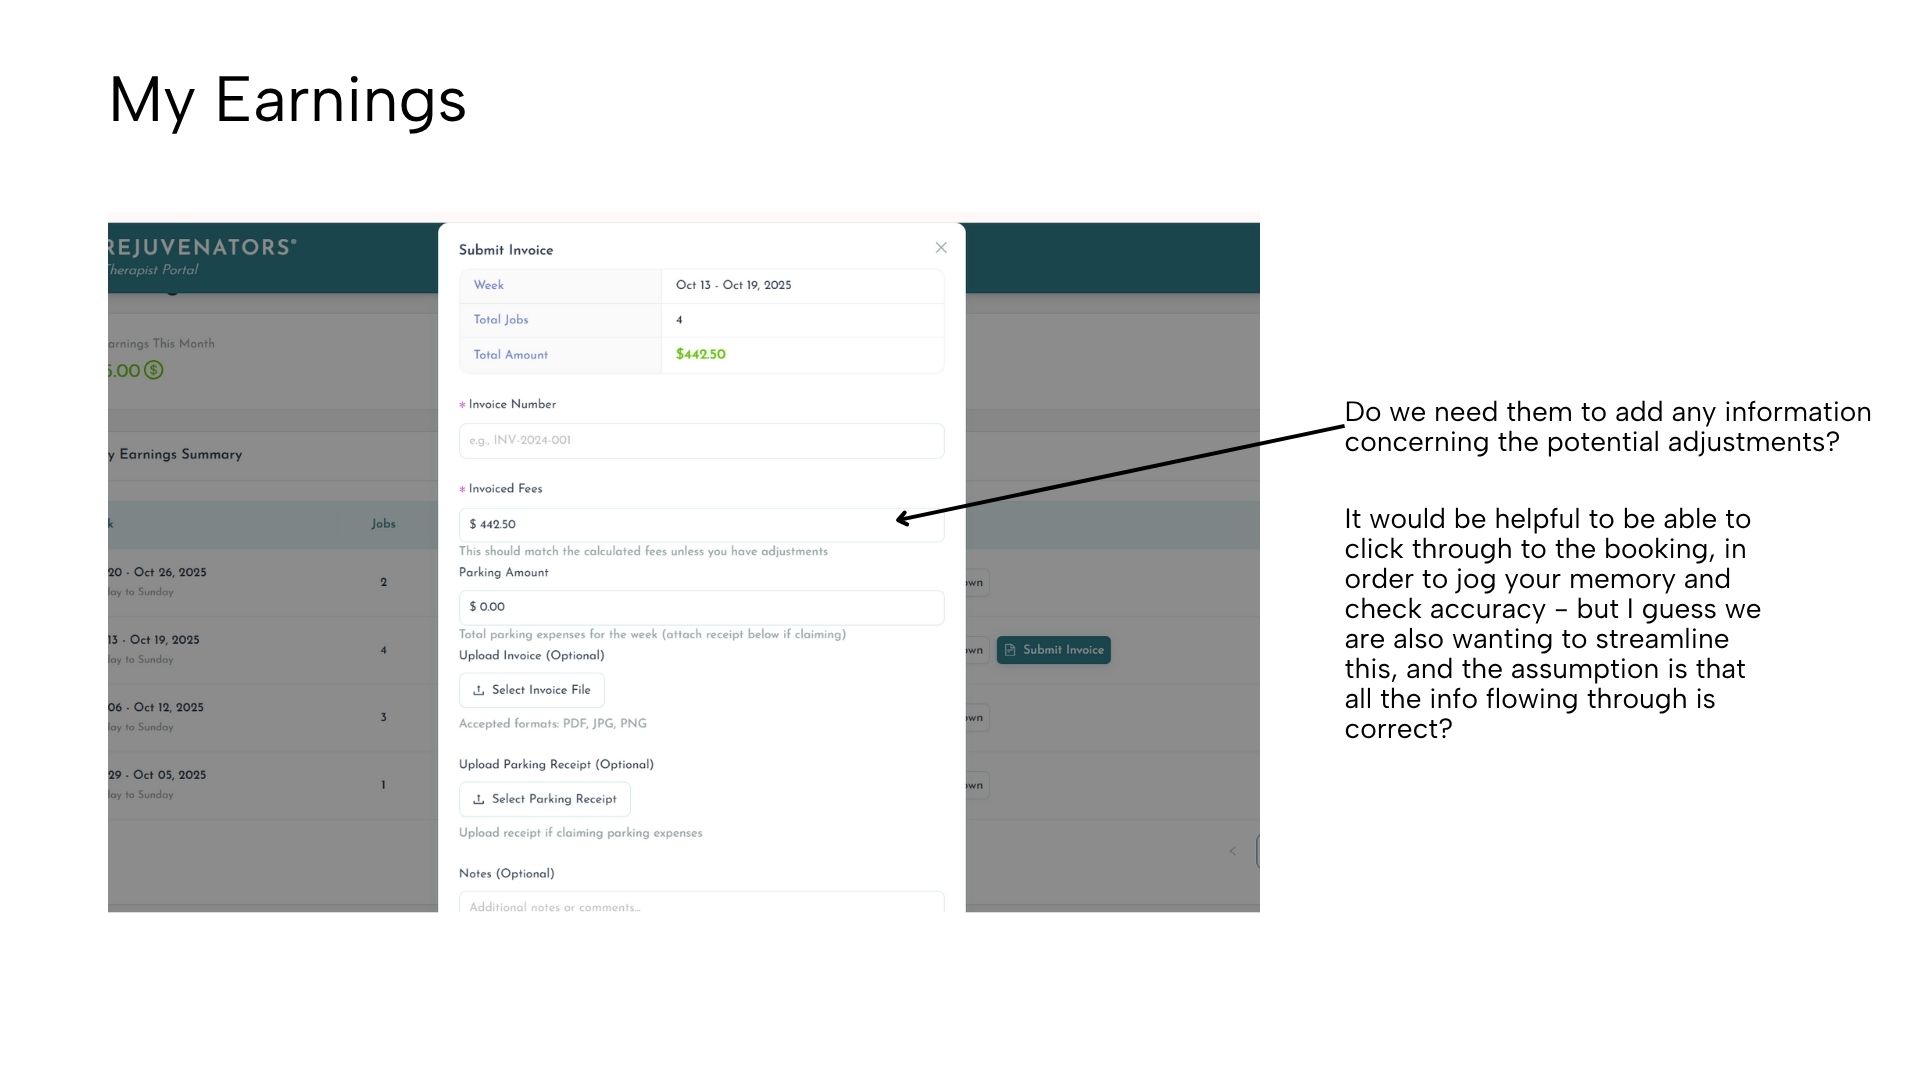 My Earnings
REJUVENATORS®
Therapist Portal
arnings This Month
5.00
y Earnings Summary
k
Jobs
20 - Oct 26, 2025
lay to Sunday
2
own
13 - Oct 19, 2025
lay to Sunday
4
own
Submit Invoice
06 - Oct 12, 2025
lay to Sunday
3
own
29 - Oct 05, 2025
lay to Sunday
1
own
Submit Invoice
Week
Oct 13 - Oct 19, 2025
Total Jobs
4
Total Amount
$442.50
* Invoice Number
e.g., INV-2024-001
* Invoiced Fees
$ 442.50
This should match the calculated fees unless you have adjustments
Parking Amount
$ 0.00
Total parking expenses for the week (attach receipt below if claiming)
Upload Invoice (Optional)
Select Invoice File
Accepted formats: PDF, JPG, PNG
Upload Parking Receipt (Optional)
Select Parking Receipt
Upload receipt if claiming parking expenses
Notes (Optional)
Additional notes or comments...
Do we need them to add any information
concerning the potential adjustments?
It would be helpful to be able to
click through to the booking, in
order to jog your memory and
check accuracy - but I guess we
are also wanting to streamline
this, and the assumption is that
all the info flowing through is
correct?